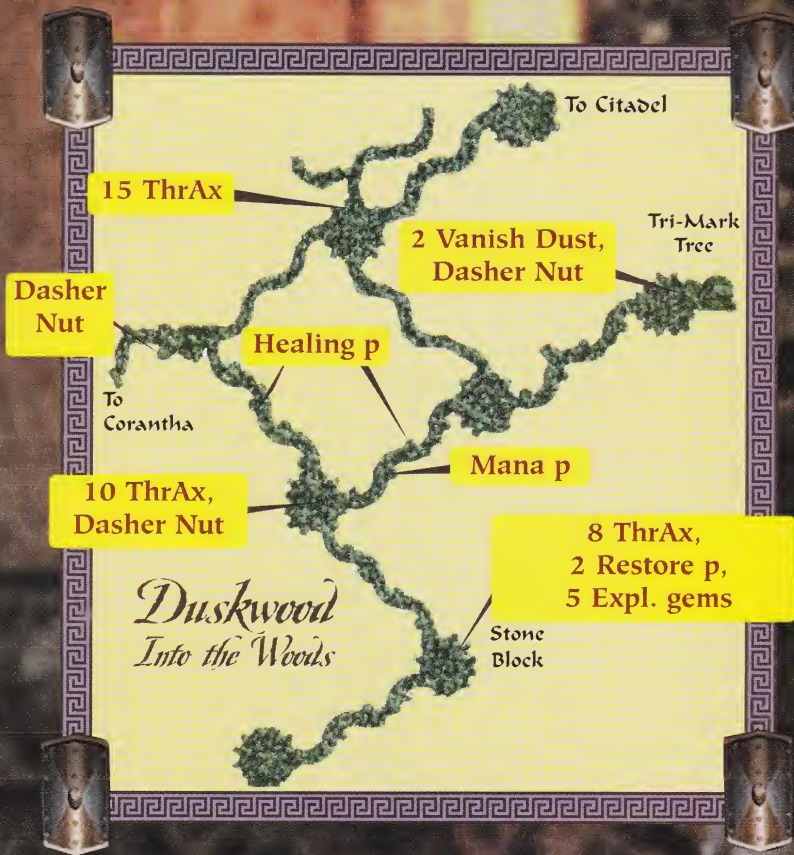 To Citadel
15 ThrAx
Tri-Mark
Tree
2 Vanish Dust,
Dasher Nut
Dasher
Nut
Healing p
To
Corantha
Mana p
10 ThrAx,
Dasher Nut
8 ThrAx,
2 Restore p,
5 Expl. gems
Duskwood
Into the Woods
Stone
Block